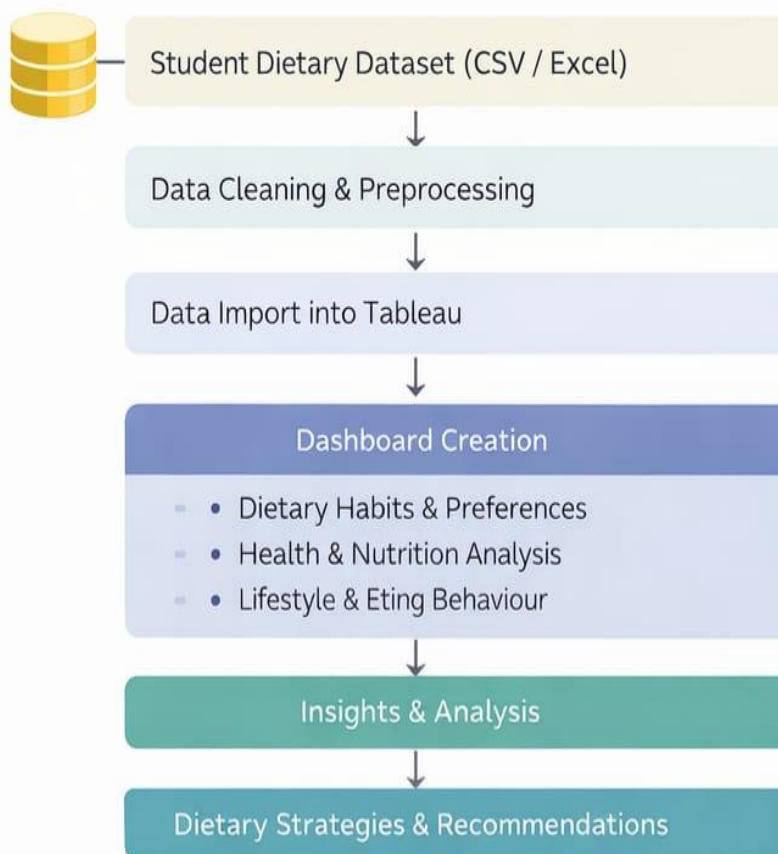 Student Dietary Dataset (CSV / Excel)
Data Cleaning & Preprocessing
Data Import into Tableau
Dashboard Creation
• Dietary Habits & Preferences
• Health & Nutrition Analysis
• Lifestyle & Eting Behaviour
Insights & Analysis
Dietary Strategies & Recommendations